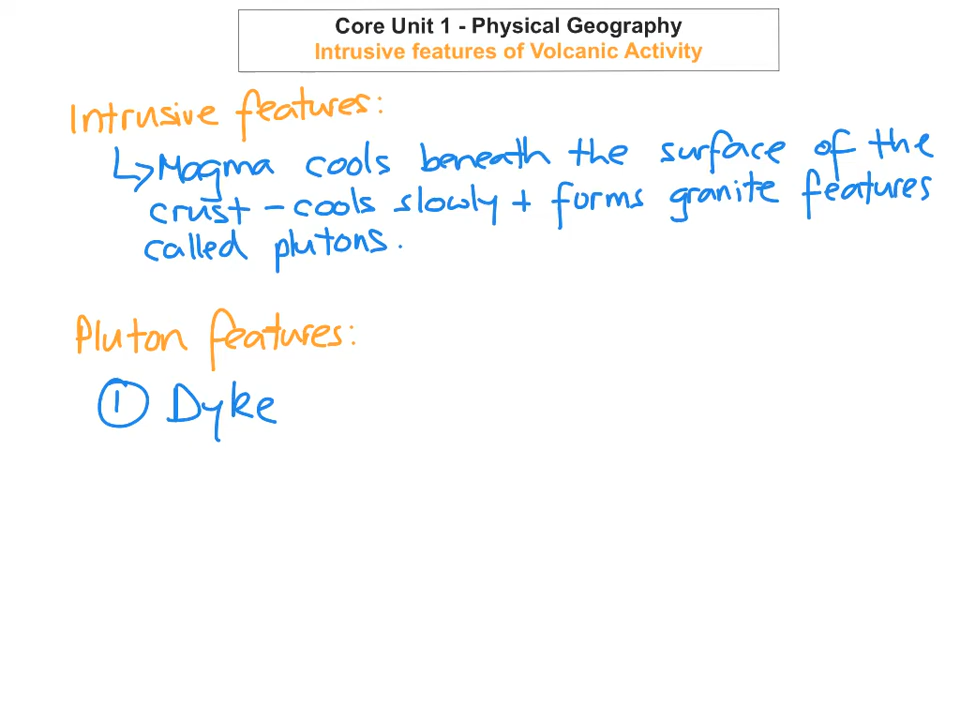 Core Unit 1 - Physical Geography
Intrusive features of Volcanic Activity
Intrusive features:
↳ Magma cools beneath the surface of the
crust - cools slowly + forms granite features
called plutons.
Pluton features:
① Dyke